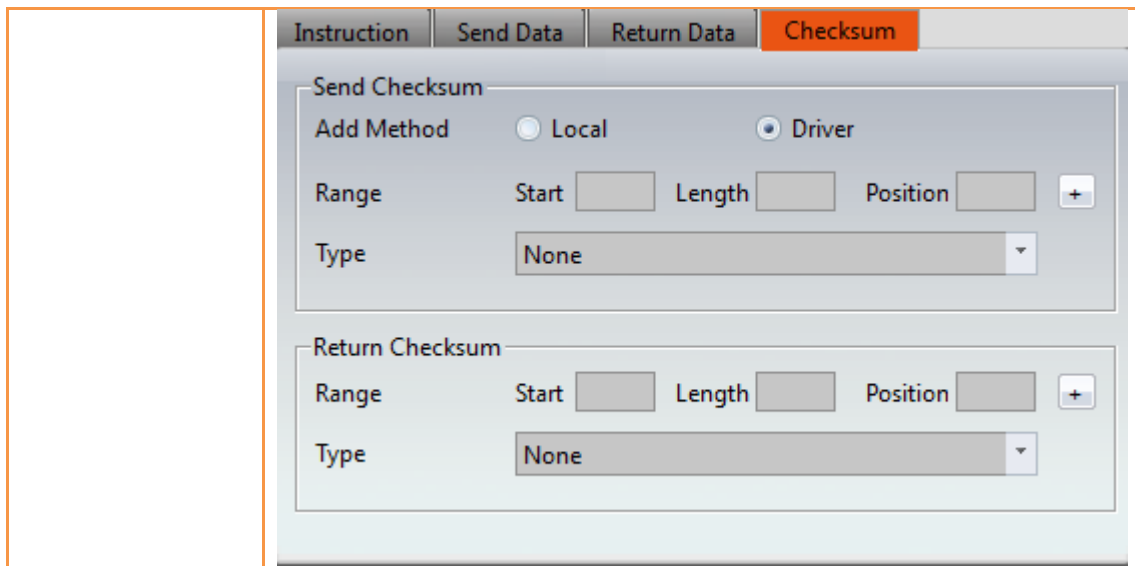 Instruction Send Data Return Data Checksum
Send Checksum
Add Method Local Driver
Range Start Length Position +
Type None
Return Checksum
Range Start Length Position +
Type None